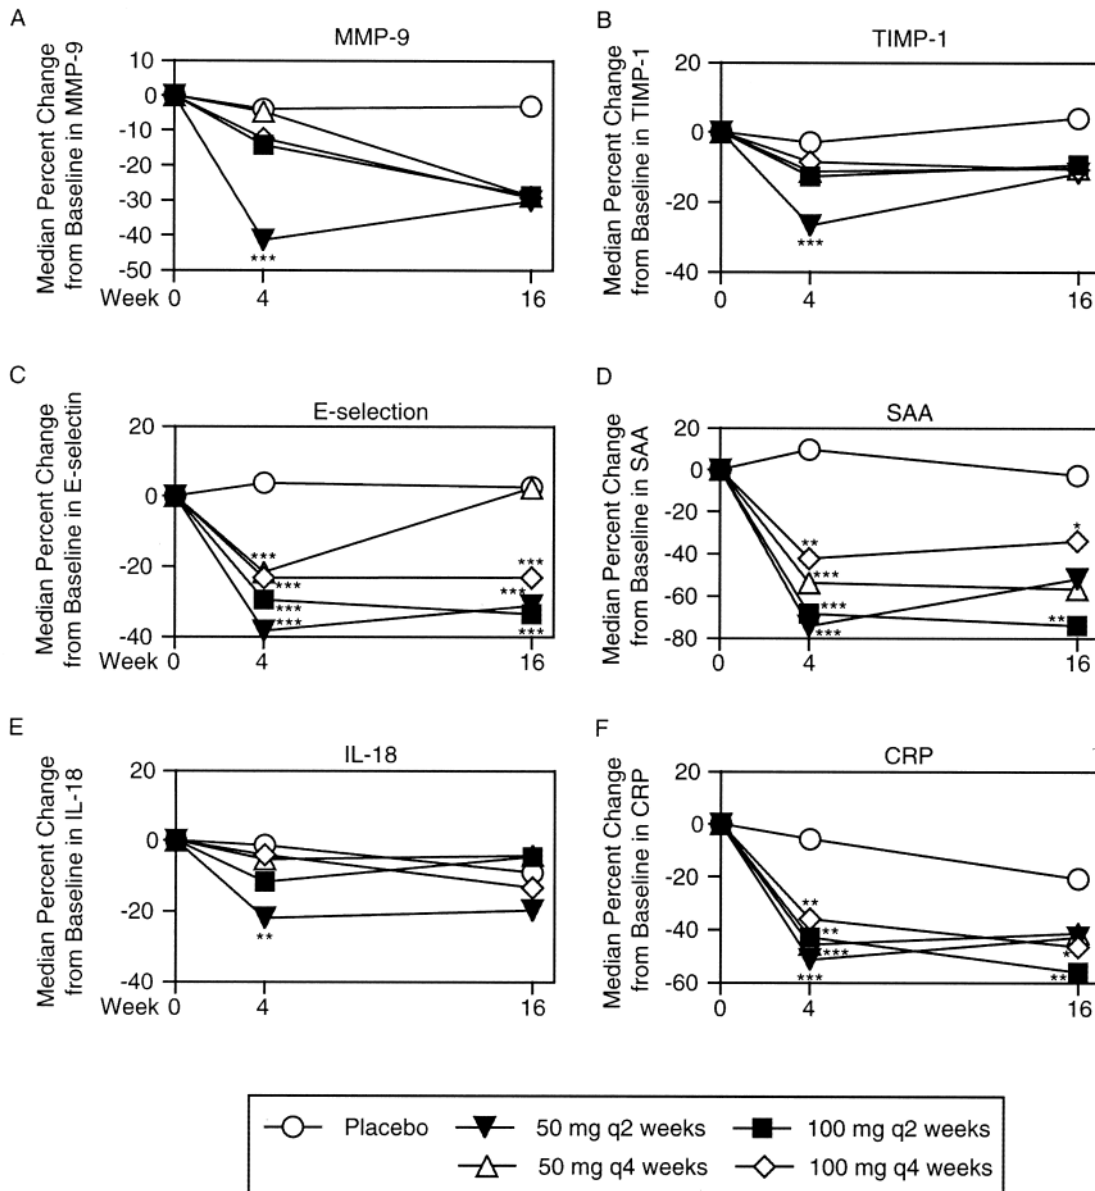 A
MMP-9
Median Percent Change
from Baseline in MMP-9
10
0
-10
-20
-30
-40
-50
***
Week 0 4 16
B
TIMP-1
Median Percent Change
from Baseline in TIMP-1
20
0
-20
-40
***
0 4 16
C
E-selection
Median Percent Change
from Baseline in E-selectin
20
0
-20
-40
***
***
***
***
***
***
***
Week 0 4 16
D
SAA
Median Percent Change
from Baseline in SAA
20
0
-20
-40
-60
-80
**
***
***
***
*
**
0 4 16
E
IL-18
Median Percent Change
from Baseline in IL-18
20
0
-20
-40
**
Week 0 4 16
F
CRP
Median Percent Change
from Baseline in CRP
20
0
-20
-40
-60
**
**
***
***
*
**
0 4 16
Placebo
50 mg q2 weeks
100 mg q2 weeks
50 mg q4 weeks
100 mg q4 weeks